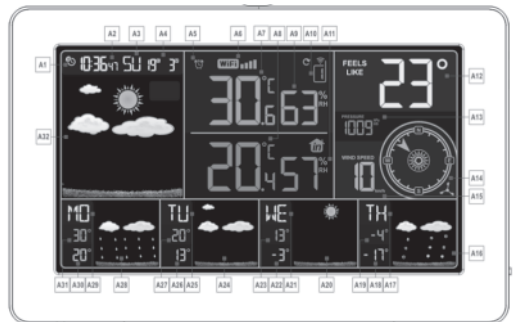 A2 A3 A4 A5 A6 A7 A8 A9 A10 A11
A1 10:36 47 SU 19° 3° WiFi 1 FEELS
LIKE 23° A12
30.6 °C 63 % RH
PRESSURE A13
1009
A32 20.4 °C in 57 % RH
WIND SPEED
10 A14
A15
MO TU WE TH
30° 20° 13° -4°
20° 13° -3° -17° A16
A31 A30 A29 A28 A27 A26 A25 A24 A23 A22 A21 A20 A19 A18 A17